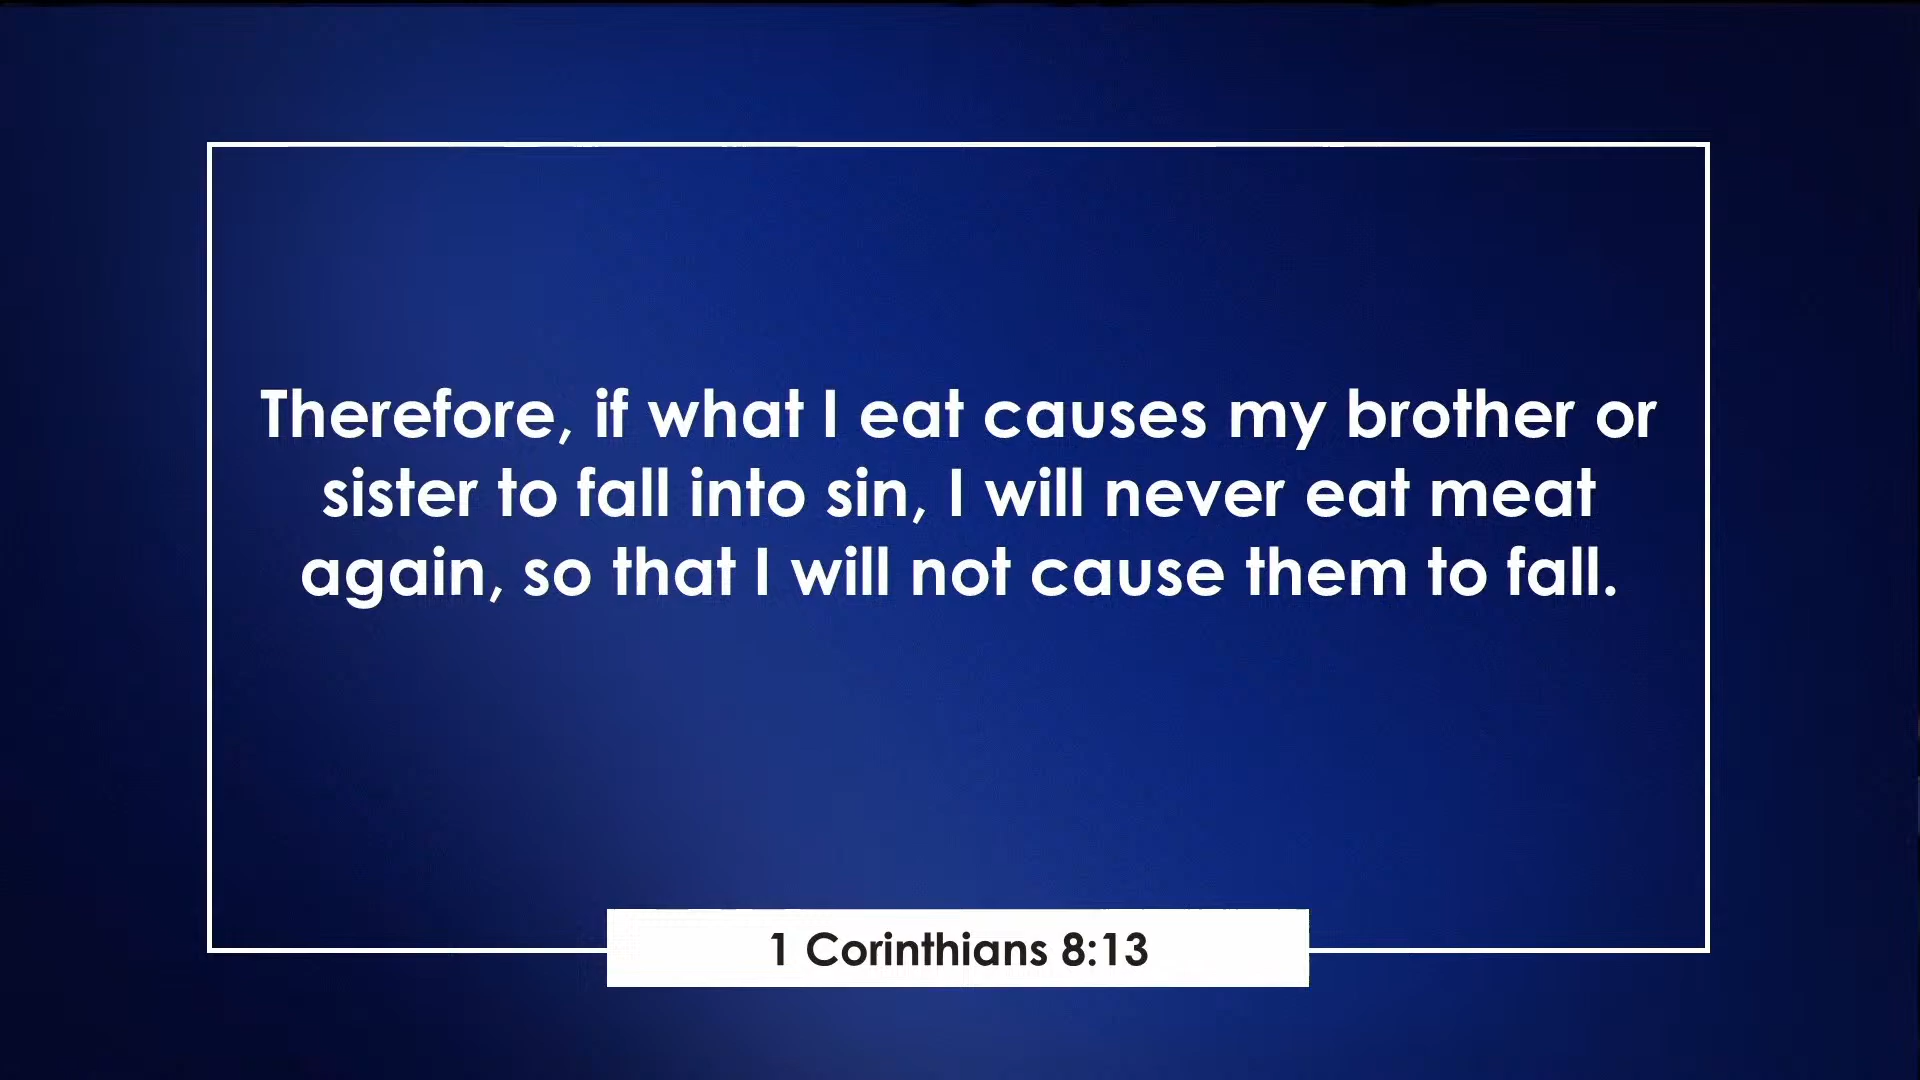 Therefore, if what I eat causes my brother or
sister to fall into sin, I will never eat meat
again, so that I will not cause them to fall.
1 Corinthians 8:13